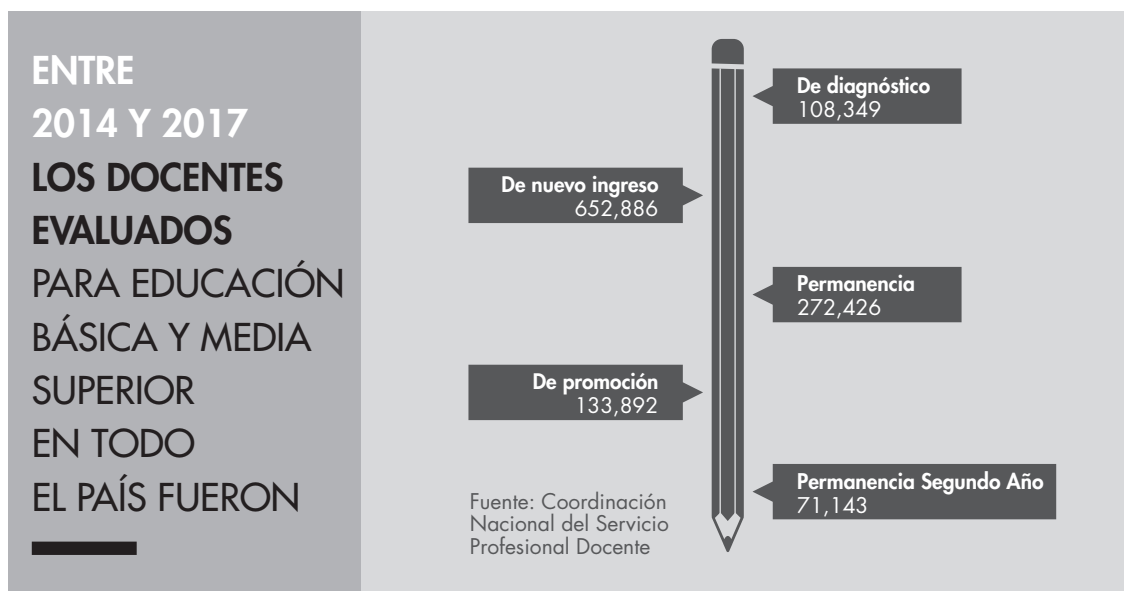 ENTRE
2014 Y 2017
LOS DOCENTES
EVALUADOS
PARA EDUCACIÓN
BÁSICA Y MEDIA
SUPERIOR
EN TODO
EL PAÍS FUERON
De diagnóstico
108,349
De nuevo ingreso
652,886
Permanencia
272,426
De promoción
133,892
Permanencia Segundo Año
71,143
Fuente: Coordinación
Nacional del Servicio
Profesional Docente